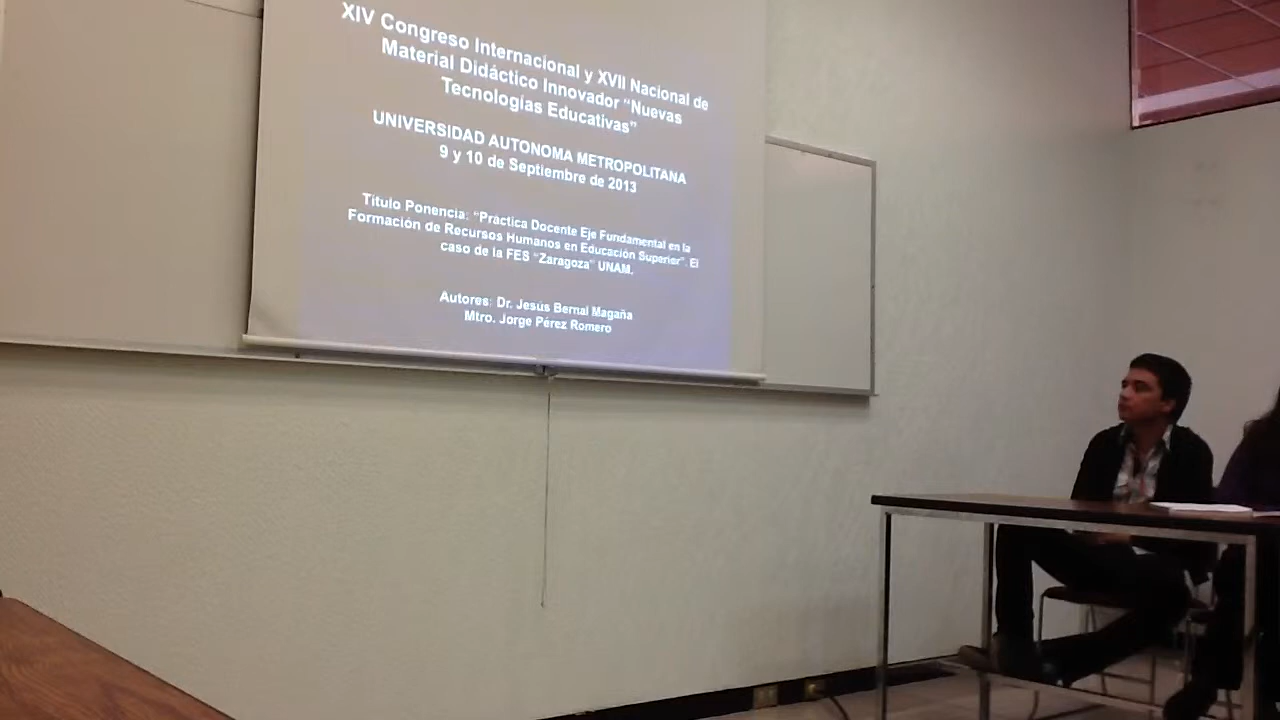 XIV Congreso Internacional y XVII Nacional de
Material Didáctico Innovador "Nuevas
Tecnologías Educativas"
UNIVERSIDAD AUTONOMA METROPOLITANA
9 y 10 de Septiembre de 2013
Título Ponencia: "Práctica Docente Eje Fundamental en la
Formación de Recursos Humanos en Educación Superior". El
caso de la FES "Zaragoza" UNAM.
Autores: Dr. Jesús Bernal Magaña
Mtro. Jorge Pérez Romero